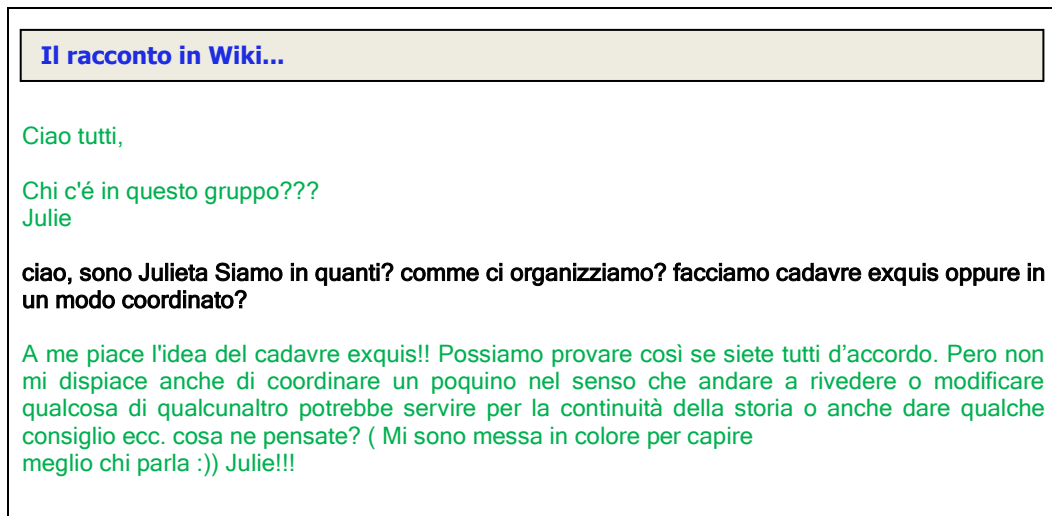 Il racconto in Wiki...
Ciao tutti,
Chi c'é in questo gruppo???
Julie
ciao, sono Julieta Siamo in quanti? comme ci organizziamo? facciamo cadavre exquis oppure in
un modo coordinato?
A me piace l'idea del cadavre exquis!! Possiamo provare così se siete tutti d’accordo. Pero non
mi dispiace anche di coordinare un poquino nel senso che andare a rivedere o modificare
qualcosa di qualcunaltro potrebbe servire per la continuità della storia o anche dare qualche
consiglio ecc. cosa ne pensate? ( Mi sono messa in colore per capire
meglio chi parla :)) Julie!!!